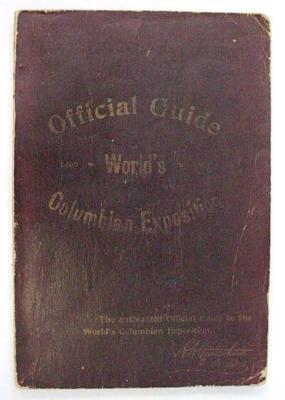 Official Guide
World's
Columbian Exposition
The authorized Official Guide to the
World's Columbian Exposition.